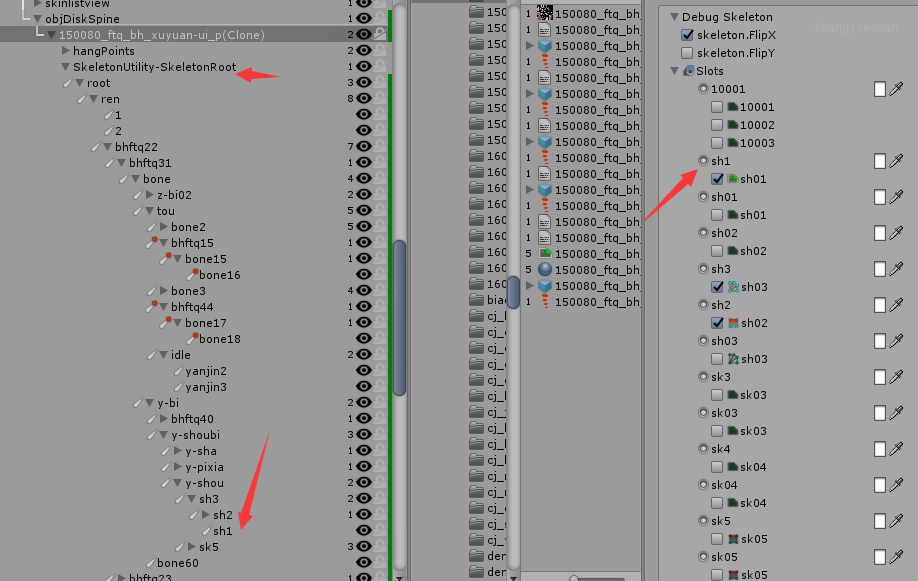 skinlistview
objDiskSpine
150080_ftq_bh_xuyuan-ui_p(Clone) 2
hangPoints 1
SkeletonUtility-SkeletonRoot
root 3
ren 8
1
2
bhftq22 7
bhftq31 1
bone 4
z-bi02 2
tou 5
bone2 5
bhftq15 1
bone15 1
bone16
bone3 4
bhftq44 1
bone17 1
bone18
idle 2
yanjin2
yanjin3
y-bi 2
bhftq40 1
y-shoubi 3
y-sha 1
y-pixia 1
y-shou 2
sh3 2
sh2 1
sh1
sk5 3
bone60
bhftq23 1
150
150
150
150
150
150
150
150
150
160
160
160
160
160
160
160
160
160
biao
cj_
cj_
cj_
cj_
cj_
cj_
cj_
cj_
cj_
cj_
cj_
cj_
cj_s
cj_
der
der
1 150080_ftq_bh_
1 150080_ftq_bh_
150080_ftq_bh_
1 150080_ftq_bh_
1 150080_ftq_bh_
150080_ftq_bh_
1 150080_ftq_bh_
1 150080_ftq_bh_
150080_ftq_bh_
1 150080_ftq_bh_
1 150080_ftq_bh_
150080_ftq_bh_
1 150080_ftq_bh_
1 150080_ftq_bh_
1 150080_ftq_bh_
5 150080_ftq_bh_
5 150080_ftq_bh_
150080_ftq_bh_
1 150080_ftq_bh_
Debug Skeleton
zhangjiequan
skeleton.FlipX
skeleton.FlipY
Slots
10001
10001
10002
10003
sh1
sh01
sh01
sh01
sh02
sh02
sh3
sh03
sh2
sh02
sh03
sh03
sk3
sk03
sk03
sk03
sk4
sk04
sk04
sk04
sk5
sk05
sk05
sk05